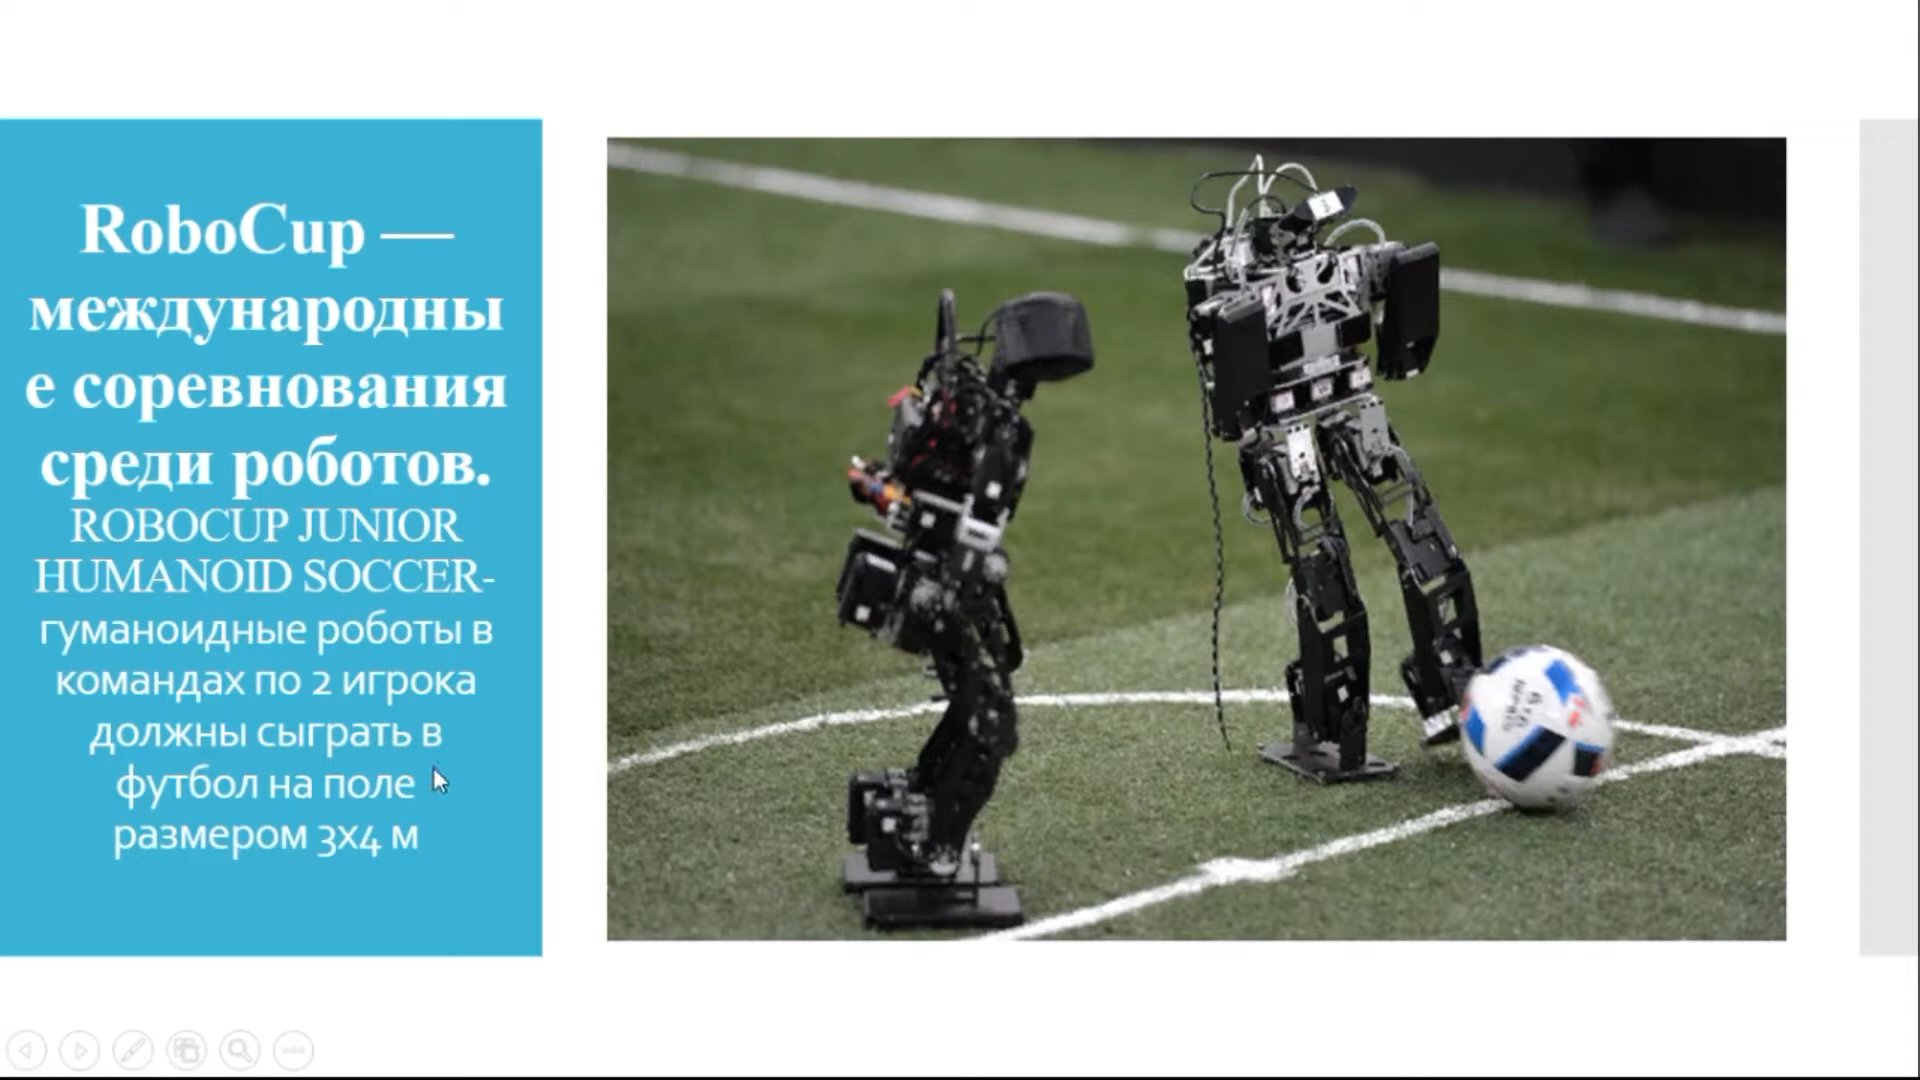 RoboCup —
международны
е соревнования
среди роботов.
ROBOCUP JUNIOR
HUMANOID SOCCER-
гуманоидные роботы в
командах по 2 игрока
должны сыграть в
футбол на поле
размером 3х4 м